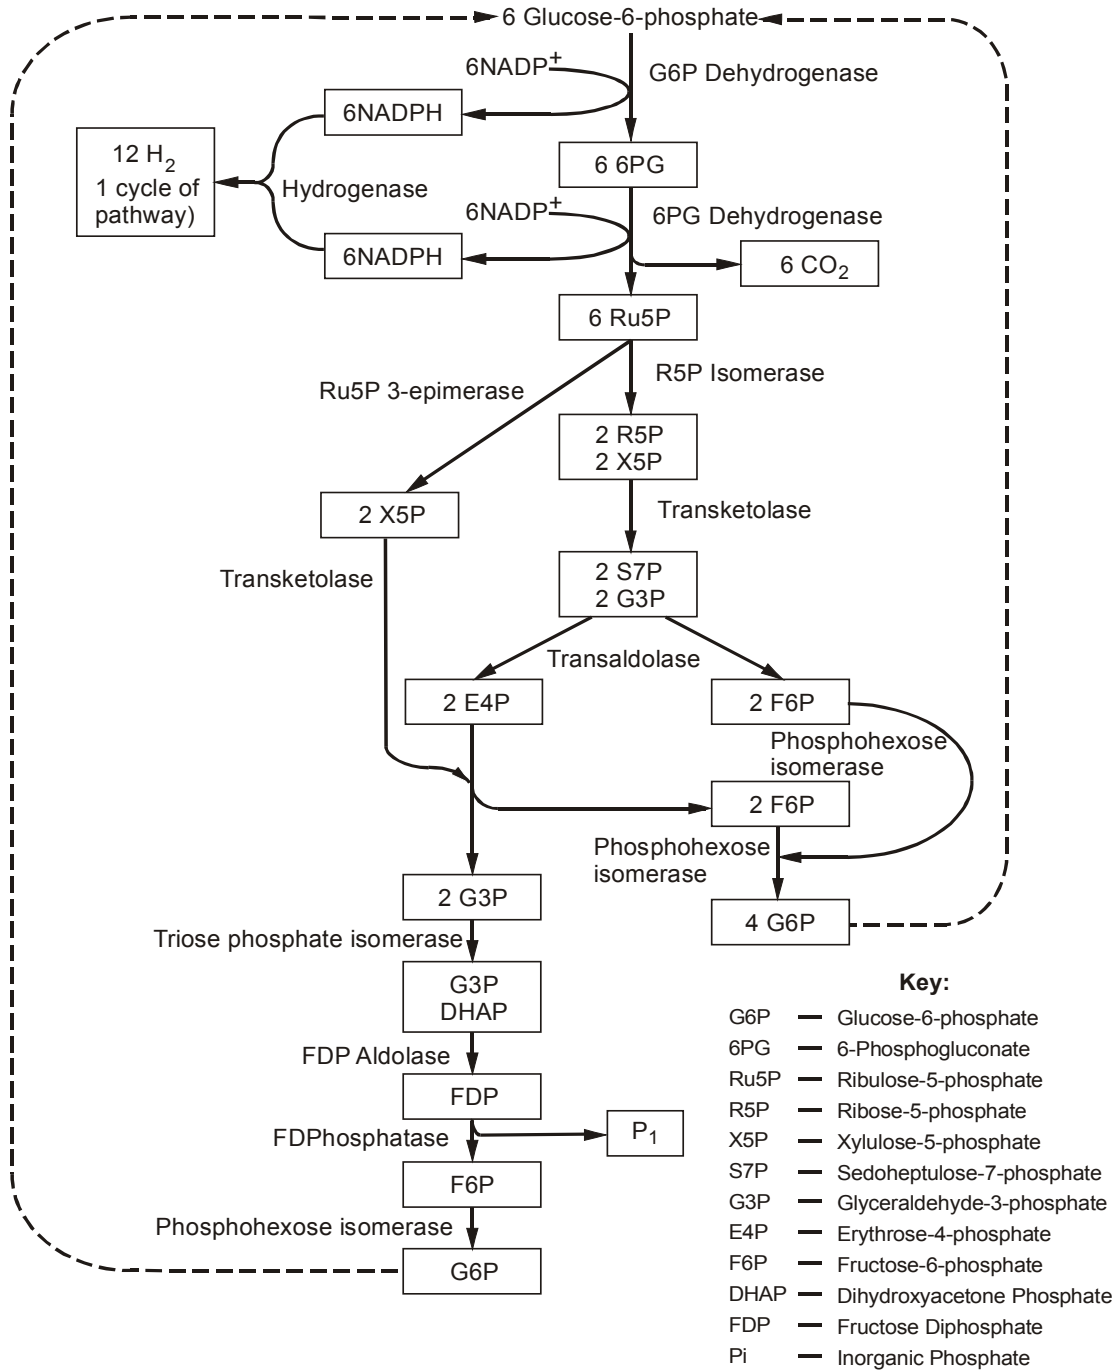 6 Glucose-6-phosphate
6NADP+
G6P Dehydrogenase
6NADPH
12 H2
1 cycle of
pathway)
Hydrogenase
6 6PG
6NADP+
6PG Dehydrogenase
6NADPH
6 CO2
6 Ru5P
Ru5P 3-epimerase
R5P Isomerase
2 R5P
2 X5P
2 X5P
Transketolase
Transketolase
2 S7P
2 G3P
Transaldolase
2 E4P
2 F6P
Phosphohexose
isomerase
2 F6P
Phosphohexose
isomerase
2 G3P
4 G6P
Triose phosphate isomerase
G3P
DHAP
FDP Aldolase
FDP
FDPhosphatase
P1
F6P
Phosphohexose isomerase
G6P
Key:
G6P — Glucose-6-phosphate
6PG — 6-Phosphogluconate
Ru5P — Ribulose-5-phosphate
R5P — Ribose-5-phosphate
X5P — Xylulose-5-phosphate
S7P — Sedoheptulose-7-phosphate
G3P — Glyceraldehyde-3-phosphate
E4P — Erythrose-4-phosphate
F6P — Fructose-6-phosphate
DHAP — Dihydroxyacetone Phosphate
FDP — Fructose Diphosphate
Pi — Inorganic Phosphate